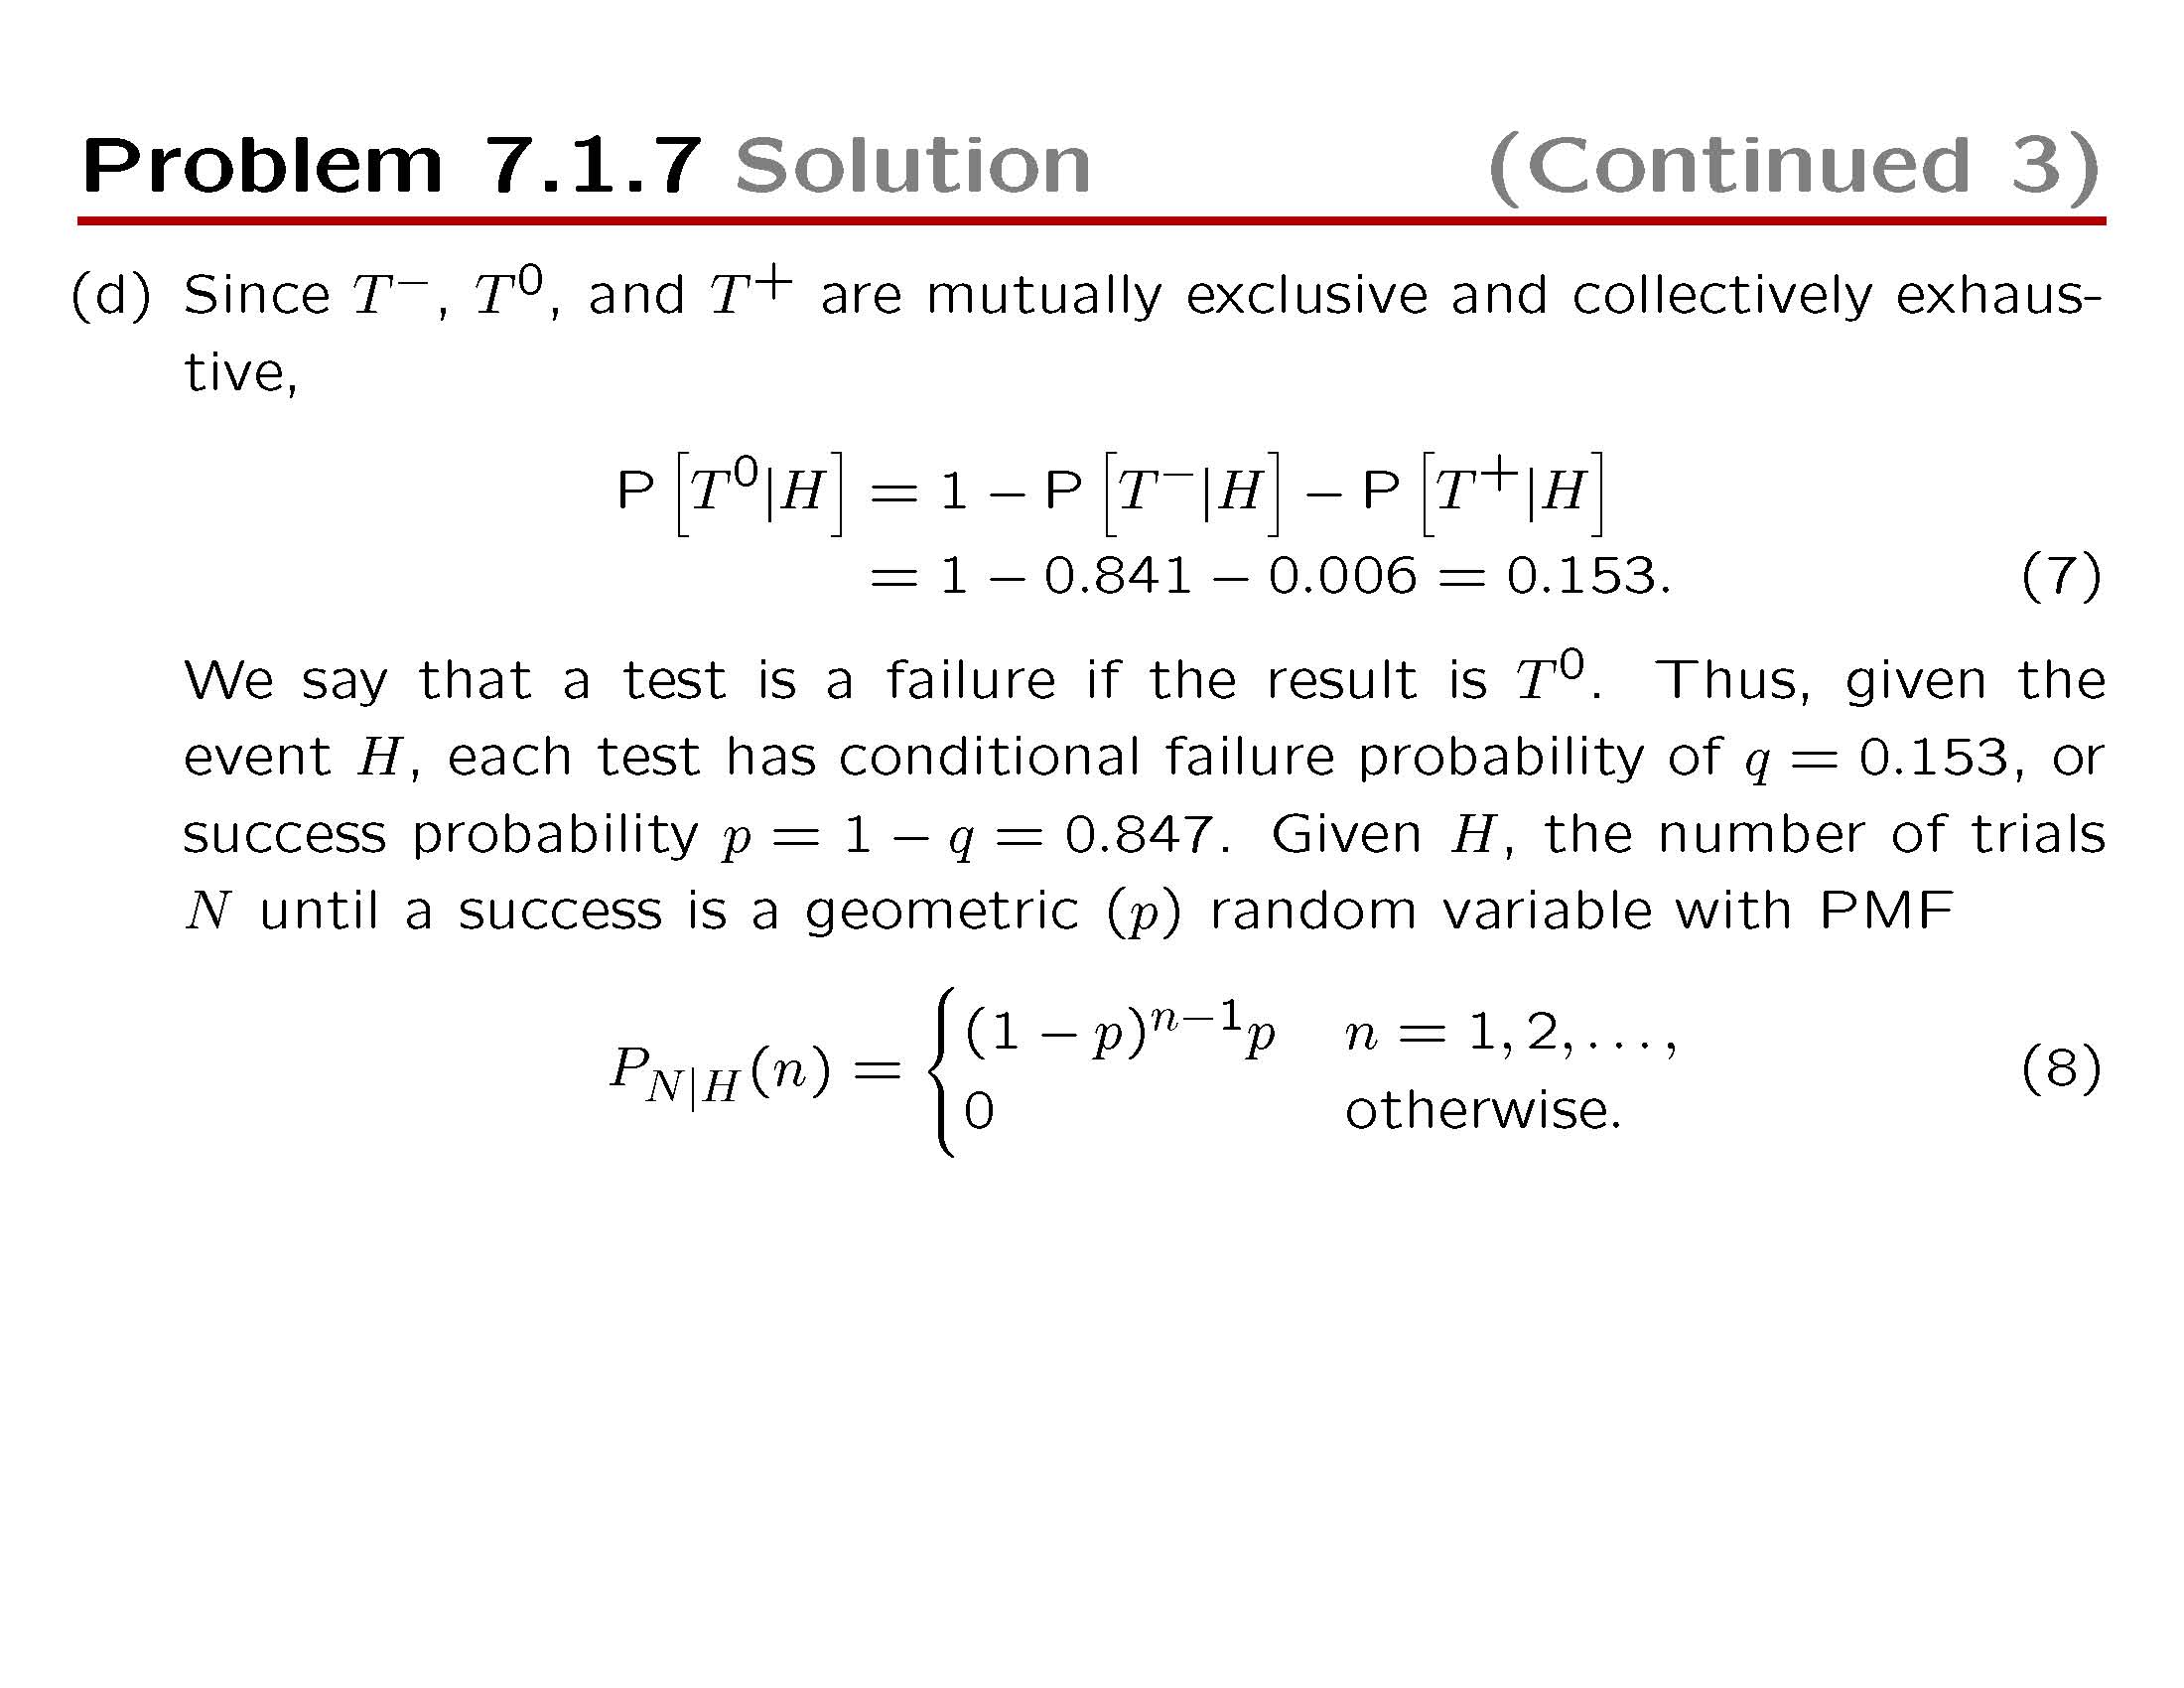 Problem 7.1.7 Solution (Continued 3)
(d) Since T⁻, T⁰, and T⁺ are mutually exclusive and collectively exhaus-
tive,
P[T⁰|H] = 1 − P[T⁻|H] − P[T⁺|H]
= 1 − 0.841 − 0.006 = 0.153. (7)
We say that a test is a failure if the result is T⁰. Thus, given the
event H, each test has conditional failure probability of q = 0.153, or
success probability p = 1 − q = 0.847. Given H, the number of trials
N until a success is a geometric (p) random variable with PMF
P_{N|H}(n) = { (1 − p)^{n−1}p n = 1, 2, . . . ,
0 otherwise. (8)